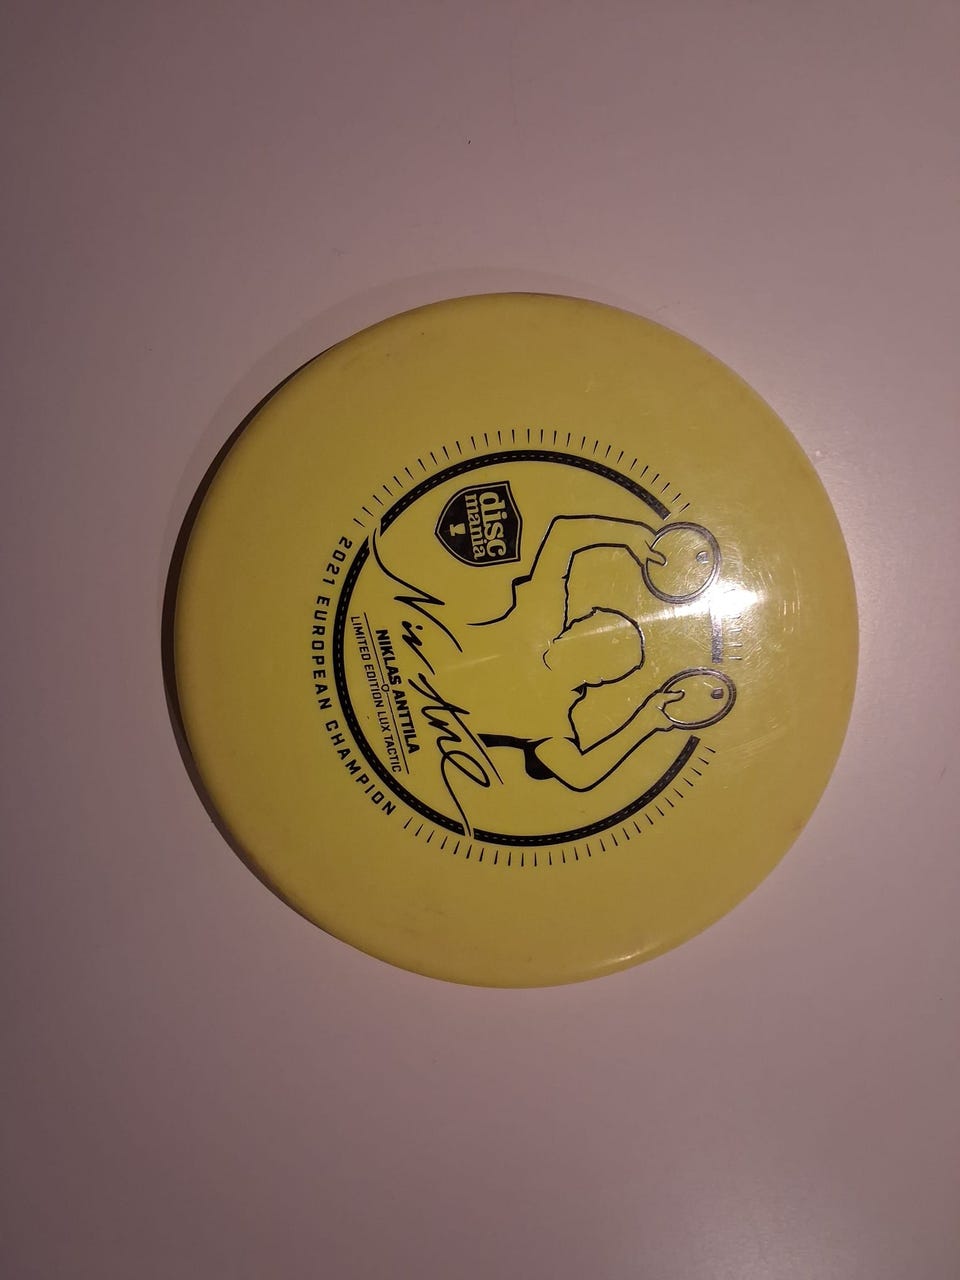 disc
mania
NIKLAS ANTTILA
LIMITED EDITION LUX TACTIC
2021 EUROPEAN CHAMPION